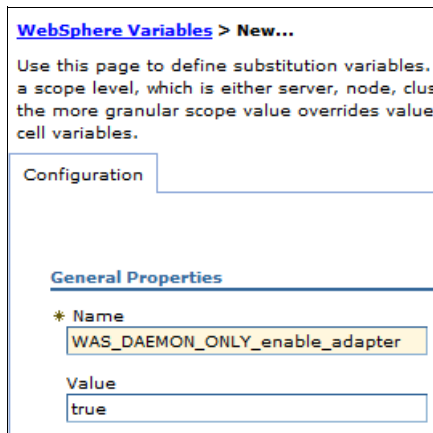 WebSphere Variables > New...
Use this page to define substitution variables.
a scope level, which is either server, node, clus
the more granular scope value overrides value
cell variables.
Configuration
General Properties
* Name
WAS_DAEMON_ONLY_enable_adapter
Value
true